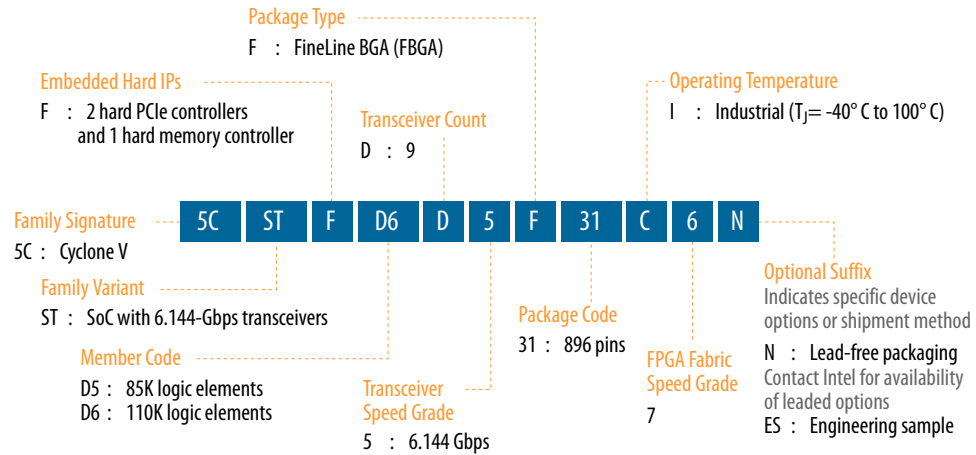 Package Type
F : FineLine BGA (FBGA)
Embedded Hard IPs
F : 2 hard PCIe controllers
and 1 hard memory controller
Transceiver Count
D : 9
Operating Temperature
I : Industrial (TJ= -40° C to 100° C)
Family Signature
5C : Cyclone V
5C ST F D6 D 5 F 31 C 6 N
Family Variant
ST : SoC with 6.144-Gbps transceivers
Member Code
D5 : 85K logic elements
D6 : 110K logic elements
Transceiver
Speed Grade
5 : 6.144 Gbps
Package Code
31 : 896 pins
FPGA Fabric
Speed Grade
7
Optional Suffix
Indicates specific device
options or shipment method
N : Lead-free packaging
Contact Intel for availability
of leaded options
ES : Engineering sample